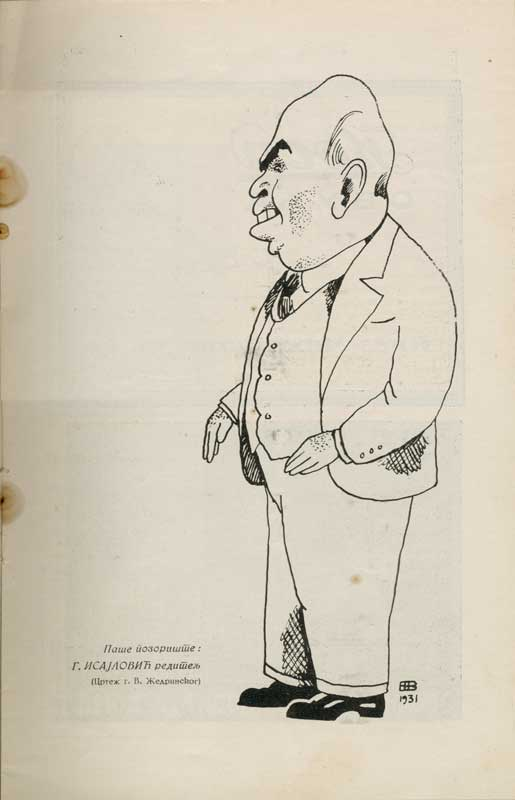 Наше позориште :
Г. ИСАЈЛОВИЋ редитељ
(Цртеж г. В. Жедринског)
1931